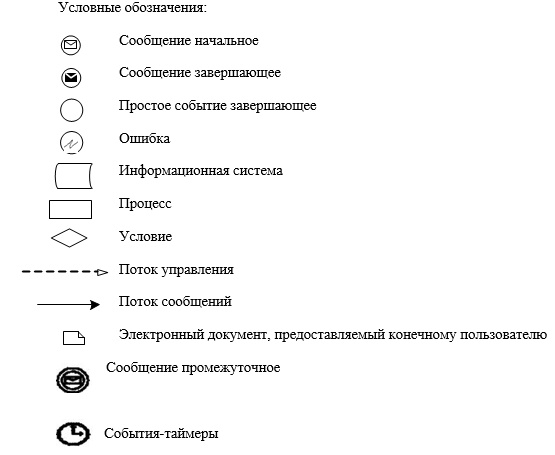 Условные обозначения:
Сообщение начальное
Сообщение завершающее
Простое событие завершающее
Ошибка
Информационная система
Процесс
Условие
Поток управления
Поток сообщений
Электронный документ, предоставляемый конечному пользователю
Сообщение промежуточное
События-таймеры